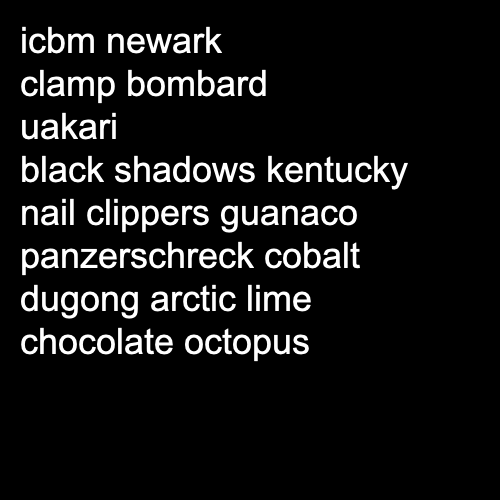 icbm newark
clamp bombard
uakari
black shadows kentucky
nail clippers guanaco
panzerschreck cobalt
dugong arctic lime
chocolate octopus